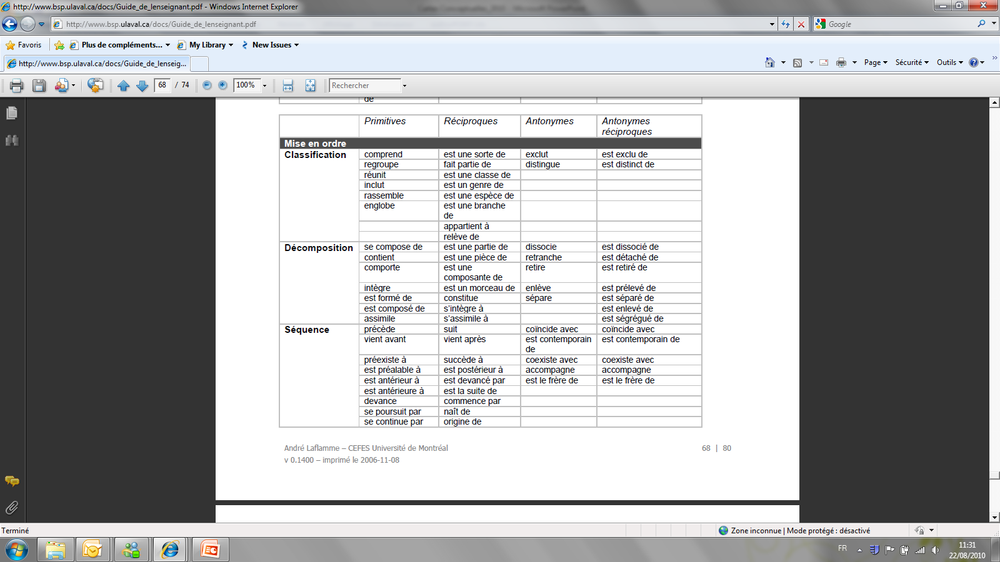 http://www.bsp.ulaval.ca/docs/Guide_de_lenseignant.pdf - Windows Internet Explorer
http://www.bsp.ulaval.ca/docs/Guide_de_lenseignant.pdf
Google
Favoris Plus de compléments... My Library New Issues
http://www.bsp.ulaval.ca/docs/Guide_de_lenseig... Page Sécurité Outils »
68 / 74 100% Rechercher
de
Primitives Réciproques Antonymes Antonymes
réciproques
Mise en ordre
Classification comprend est une sorte de exclut est exclu de
regroupe fait partie de distingue est distinct de
réunit est une classe de
inclut est un genre de
rassemble est une espèce de
englobe est une branche
de
appartient à
relève de
Décomposition se compose de est une partie de dissocie est dissocié de
contient est une pièce de retranche est détaché de
comporte est une retire est retiré de
composante de
intègre est un morceau de enlève est prélevé de
est formé de constitue sépare est séparé de
est composé de s'intègre à est enlevé de
assimile s'assimile à est ségrégué de
Séquence précède suit coïncide avec coïncide avec
vient avant vient après est contemporain est contemporain de
de
préexiste à succède à coexiste avec coexiste avec
est préalable à est postérieur à accompagne accompagne
est antérieur à est devancé par est le frère de est le frère de
est antérieure à est la suite de
devance commence par
se poursuit par naît de
se continue par origine de
André Laflamme – CEFES Université de Montréal 68 | 80
v 0.1400 – imprimé le 2006-11-08
Terminé Zone inconnue | Mode protégé : désactivé
FR 11:31
22/08/2010